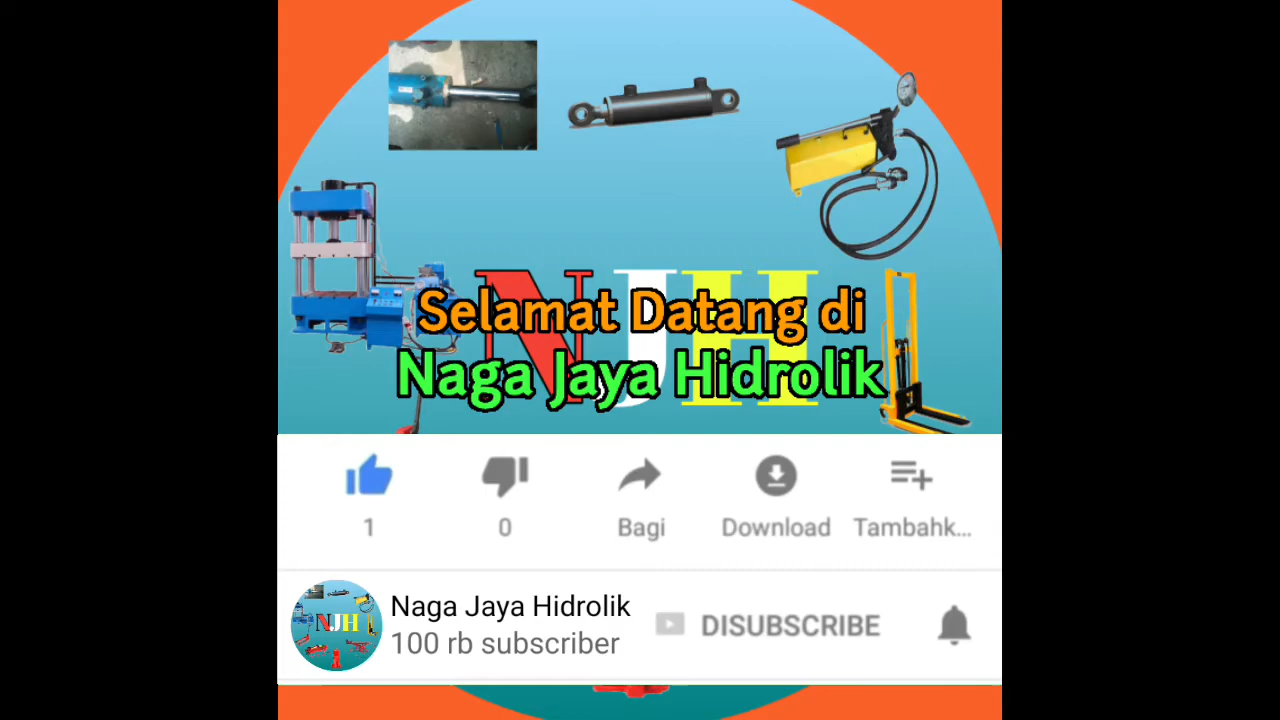 NJH
Selamat Datang di
Naga Jaya Hidrolik
1
0
Bagi
Download
Tambahk...
NJH
Naga Jaya Hidrolik
100 rb subscriber
DISUBSCRIBE